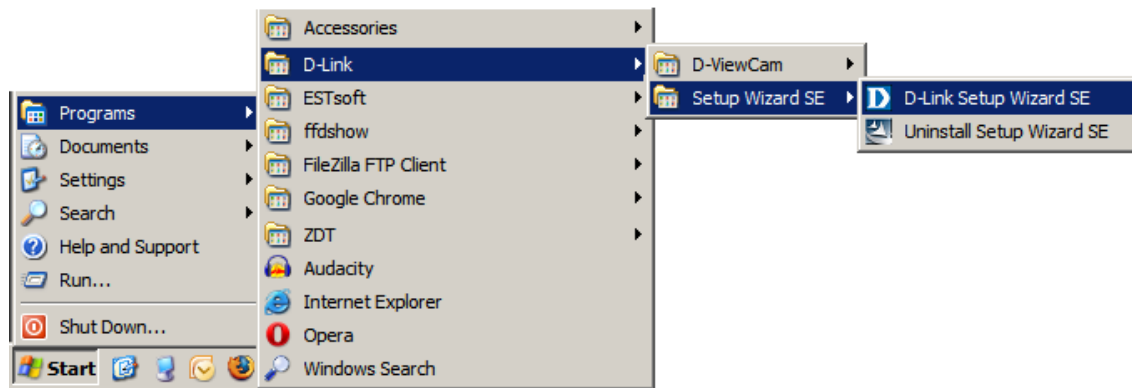 Programs
Documents
Settings
Search
Help and Support
Run...
Shut Down...
Start
Accessories
D-Link
ESTsoft
ffdshow
FileZilla FTP Client
Google Chrome
ZDT
Audacity
Internet Explorer
Opera
Windows Search
D-ViewCam
Setup Wizard SE
D-Link Setup Wizard SE
Uninstall Setup Wizard SE